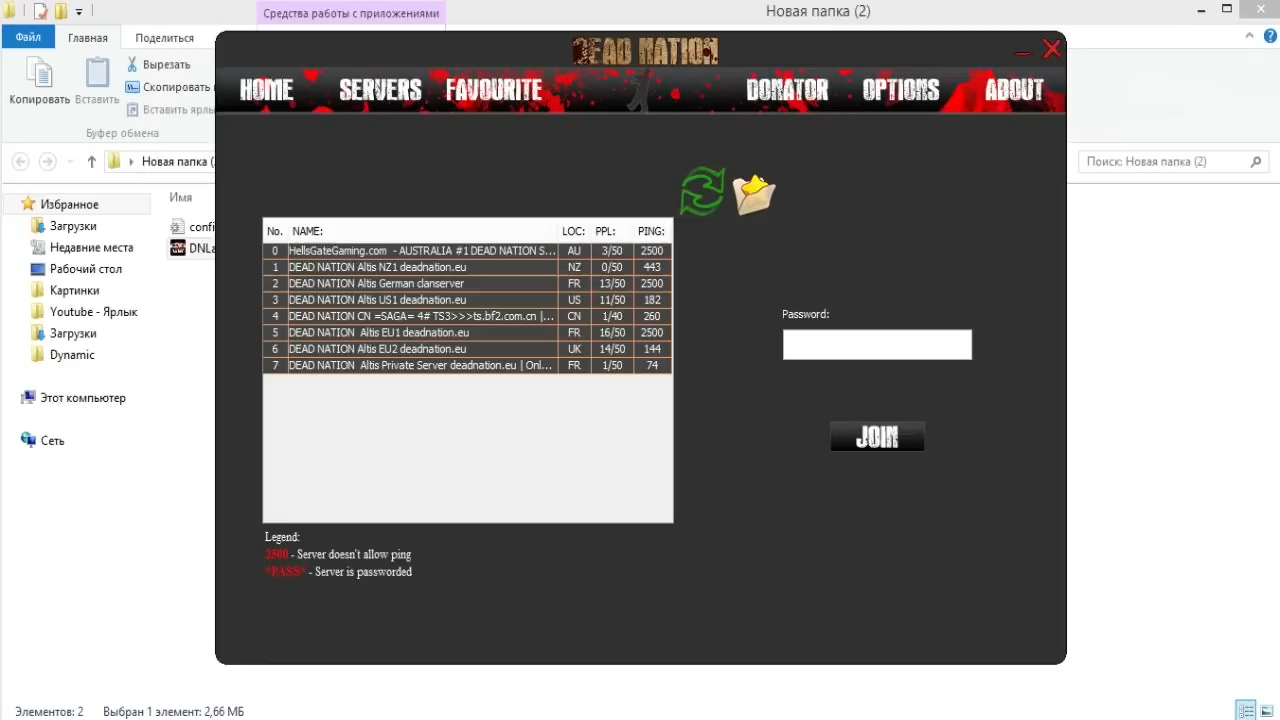 Средства работы с приложениями
Новая папка (2)
Файл
Главная
Поделиться
DEAD NATION
Копировать
Вставить
Вырезать
Скопировать
Вставить ярлы
Буфер обмена
HOME
SERVERS
FAVOURITE
DONATOR
OPTIONS
ABOUT
Новая папка (
Поиск: Новая папка (2)
Имя
confi
DNLa
Избранное
Загрузки
Недавние места
Рабочий стол
Картинки
Youtube - Ярлык
Загрузки
Dynamic
Этот компьютер
Сеть
No. NAME: LOC: PPL: PING:
0 HellsGateGaming.com - AUSTRALIA #1 DEAD NATION S... AU 3/50 2500
1 DEAD NATION Altis NZ1 deadnation.eu NZ 0/50 443
2 DEAD NATION Altis German clanserver FR 13/50 2500
3 DEAD NATION Altis US1 deadnation.eu US 11/50 182
4 DEAD NATION CN =SAGA= 4# TS3>>>ts.bf2.com.cn |... CN 1/40 260
5 DEAD NATION Altis EU1 deadnation.eu FR 16/50 2500
6 DEAD NATION Altis EU2 deadnation.eu UK 14/50 144
7 DEAD NATION Altis Private Server deadnation.eu | Onl... FR 1/50 74
Password:
JOIN
Legend:
2500 - Server doesn't allow ping
*PASS* - Server is passworded
Элементов: 2
Выбран 1 элемент: 2,66 МБ